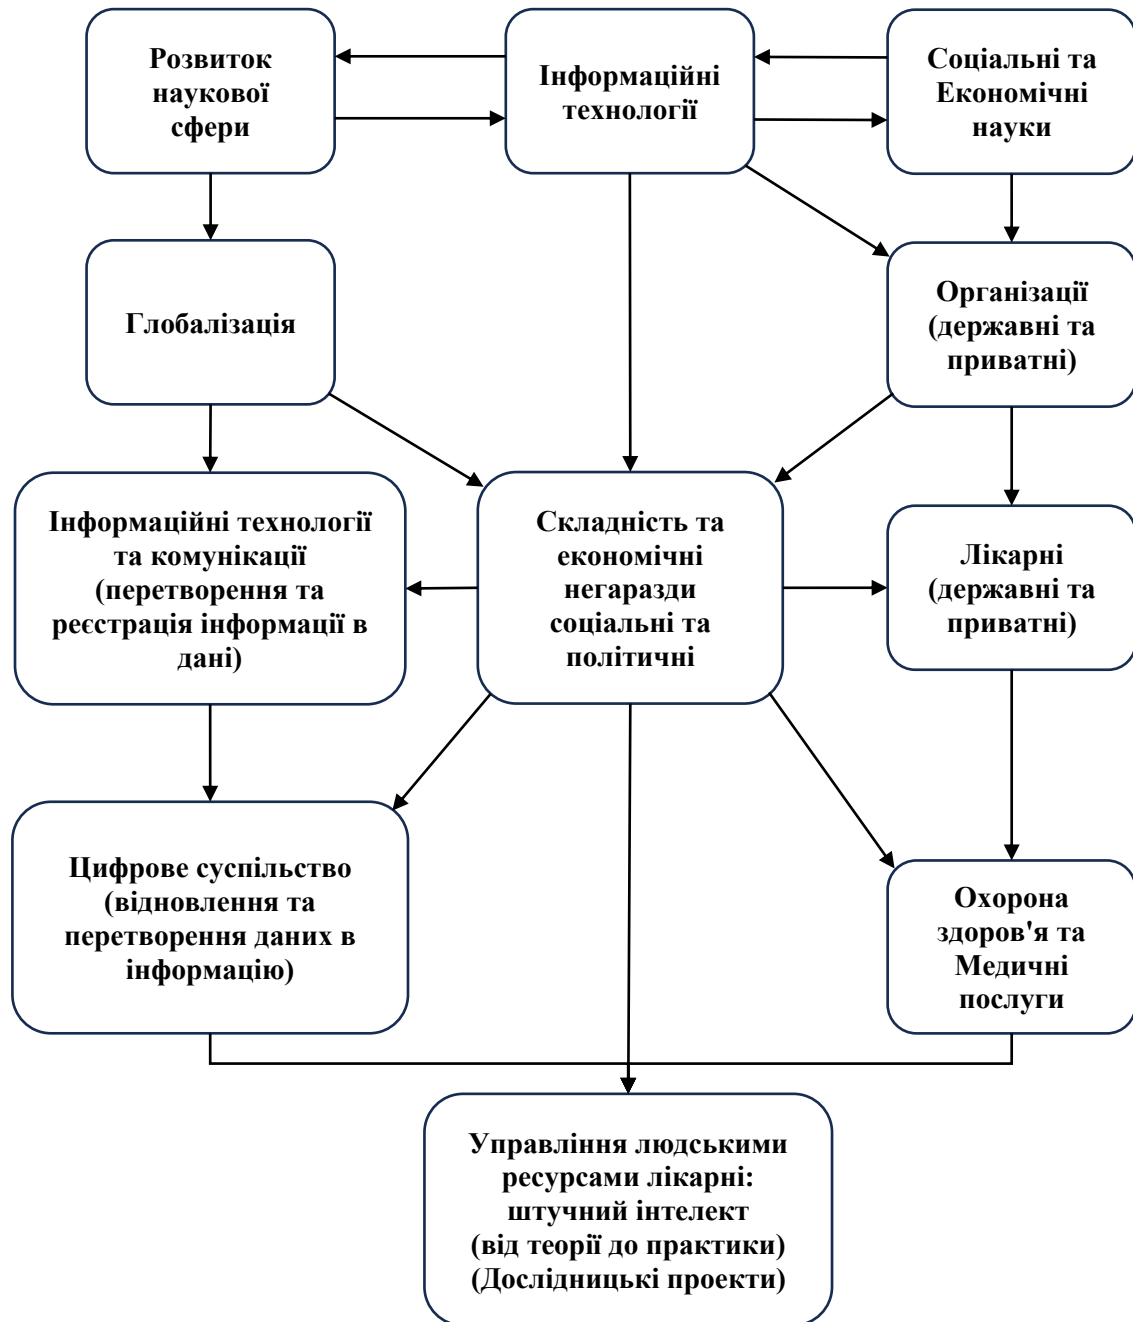 Розвиток
наукової
сфери
Інформаційні
технології
Соціальні та
Економічні
науки
Глобалізація
Організації
(державні та
приватні)
Інформаційні технології
та комунікації
(перетворення та
реєстрація інформації в
дані)
Складність та
економічні
негаразди
соціальні та
політичні
Лікарні
(державні та
приватні)
Цифрове суспільство
(відновлення та
перетворення даних в
інформацію)
Охорона
здоров'я та
Медичні
послуги
Управління людськими
ресурсами лікарні:
штучний інтелект
(від теорії до практики)
(Дослідницькі проекти)